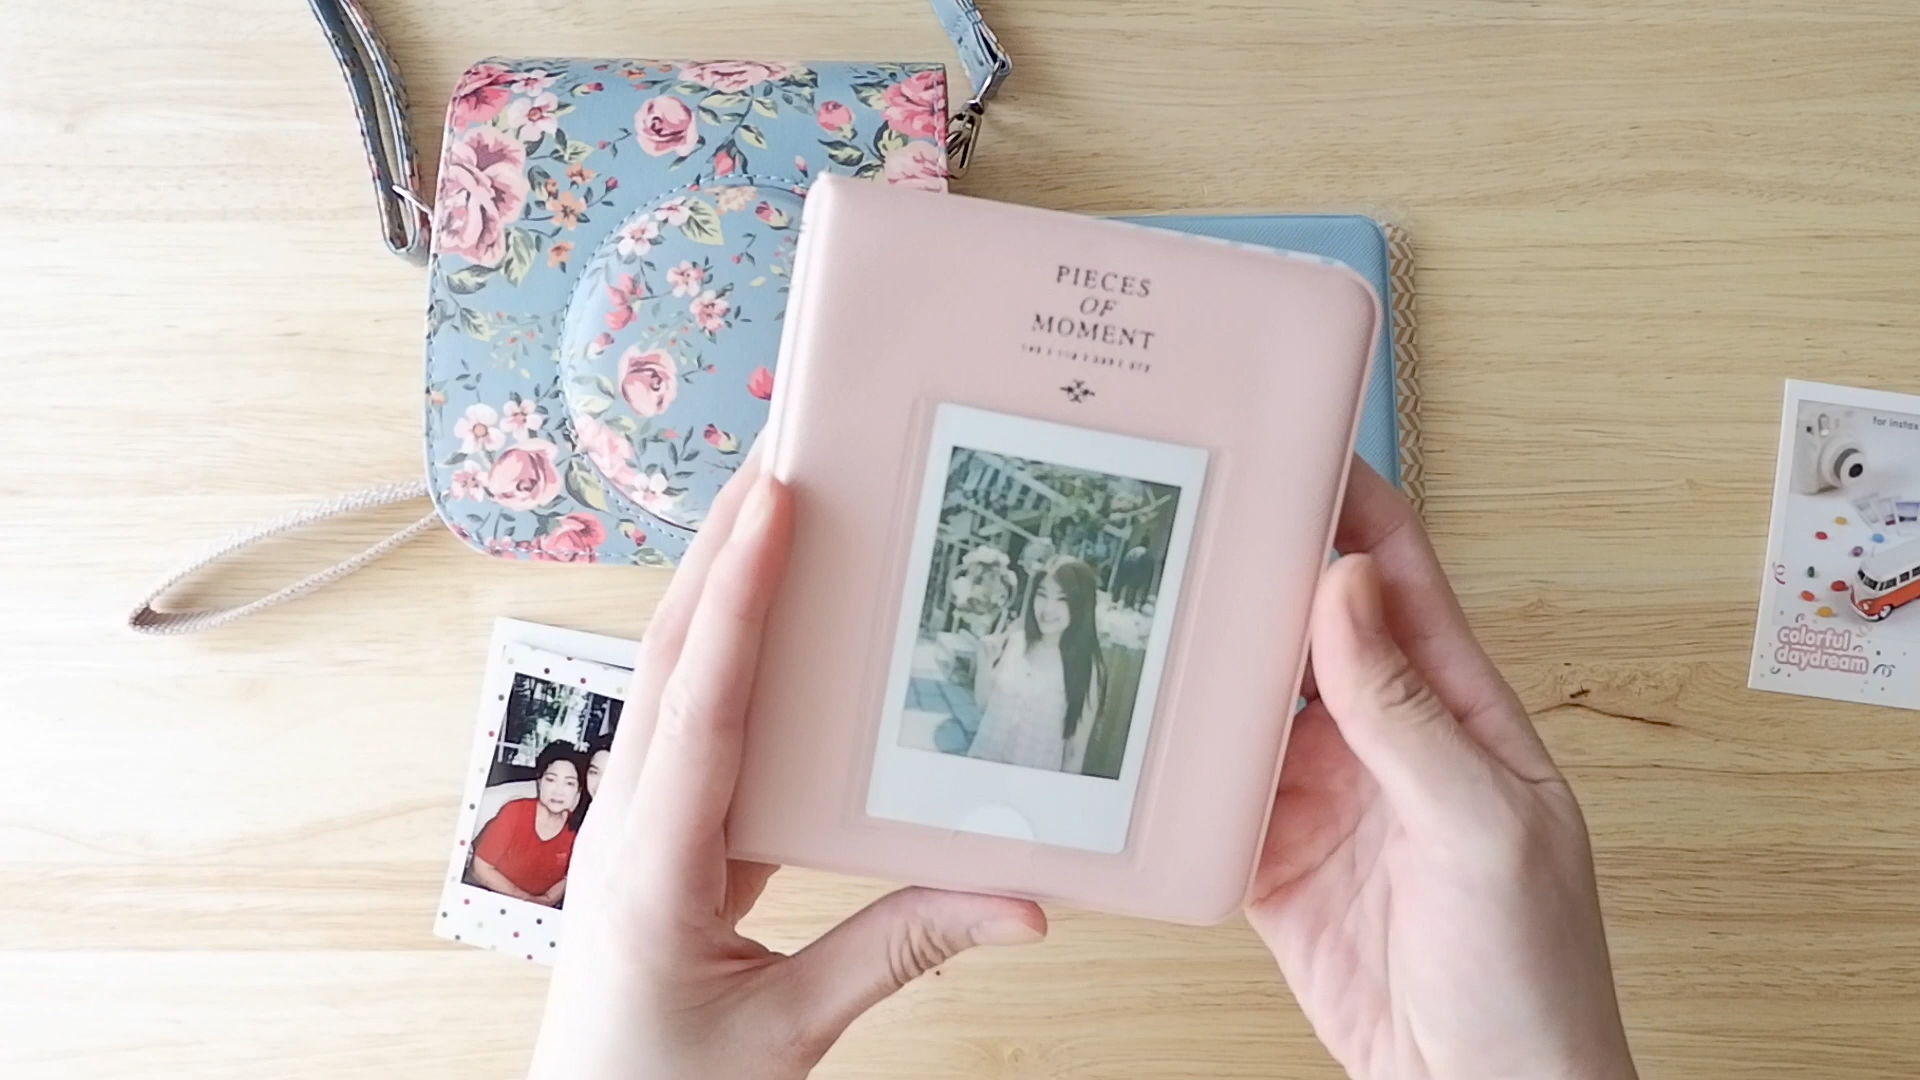 PIECES
OF
MOMENT
for instax
colorful
daydream